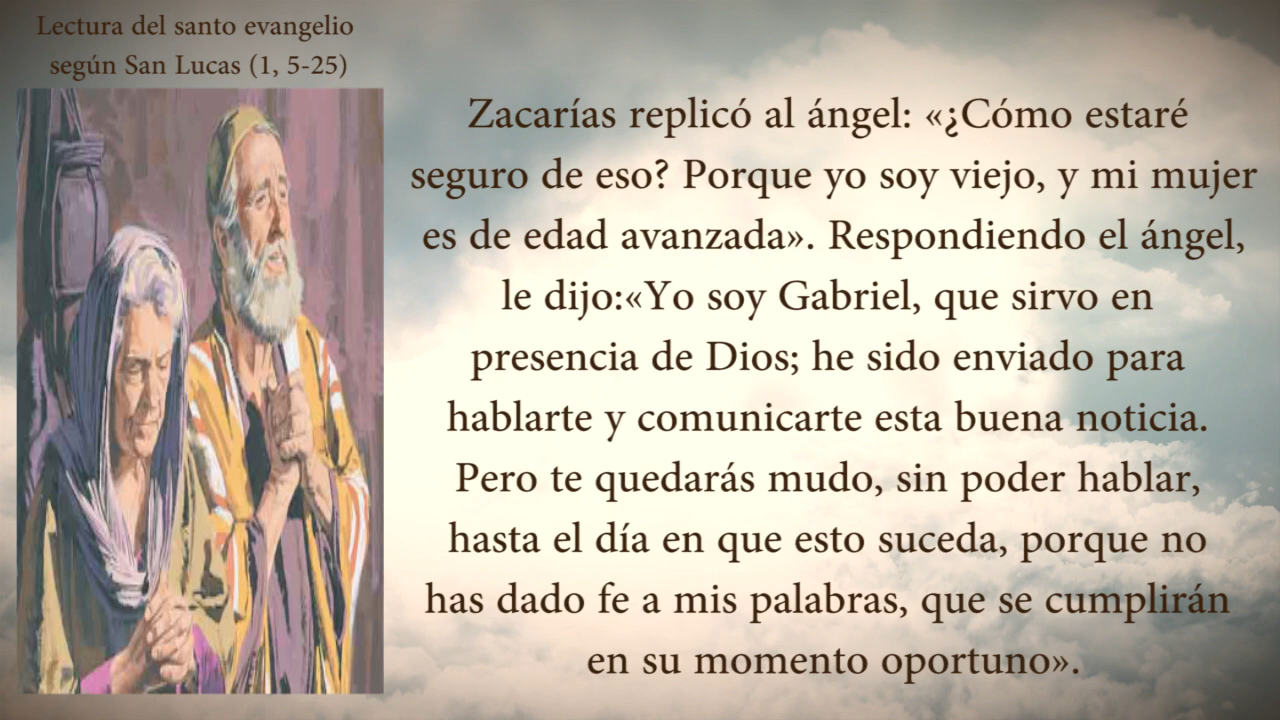 Lectura del santo evangelio
según San Lucas (1, 5-25)
Zacarías replicó al ángel: «¿Cómo estaré
seguro de eso? Porque yo soy viejo, y mi mujer
es de edad avanzada». Respondiendo el ángel,
le dijo:«Yo soy Gabriel, que sirvo en
presencia de Dios; he sido enviado para
hablarte y comunicarte esta buena noticia.
Pero te quedarás mudo, sin poder hablar,
hasta el día en que esto suceda, porque no
has dado fe a mis palabras, que se cumplirán
en su momento oportuno».